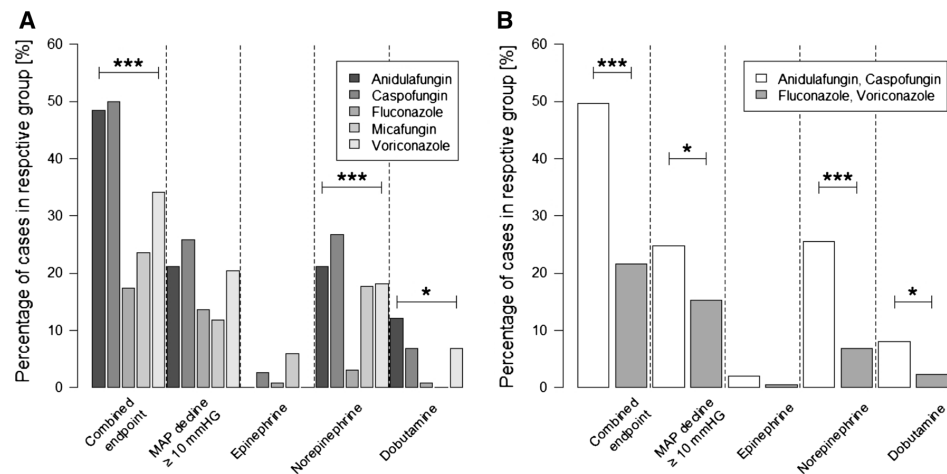 A
Percentage of cases in respctive group [%]
60
50
40
30
20
10
0
***
***
*
Anidulafungin
Caspofungin
Fluconazole
Micafungin
Voriconazole
Combined
endpoint
MAP decline
≥ 10 mmHG
Epinephrine
Norepinephrine
Dobutamine
B
Percentage of cases in respctive group [%]
60
50
40
30
20
10
0
***
*
***
*
Anidulafungin, Caspofungin
Fluconazole, Voriconazole
Combined
endpoint
MAP decline
≥ 10 mmHG
Epinephrine
Norepinephrine
Dobutamine